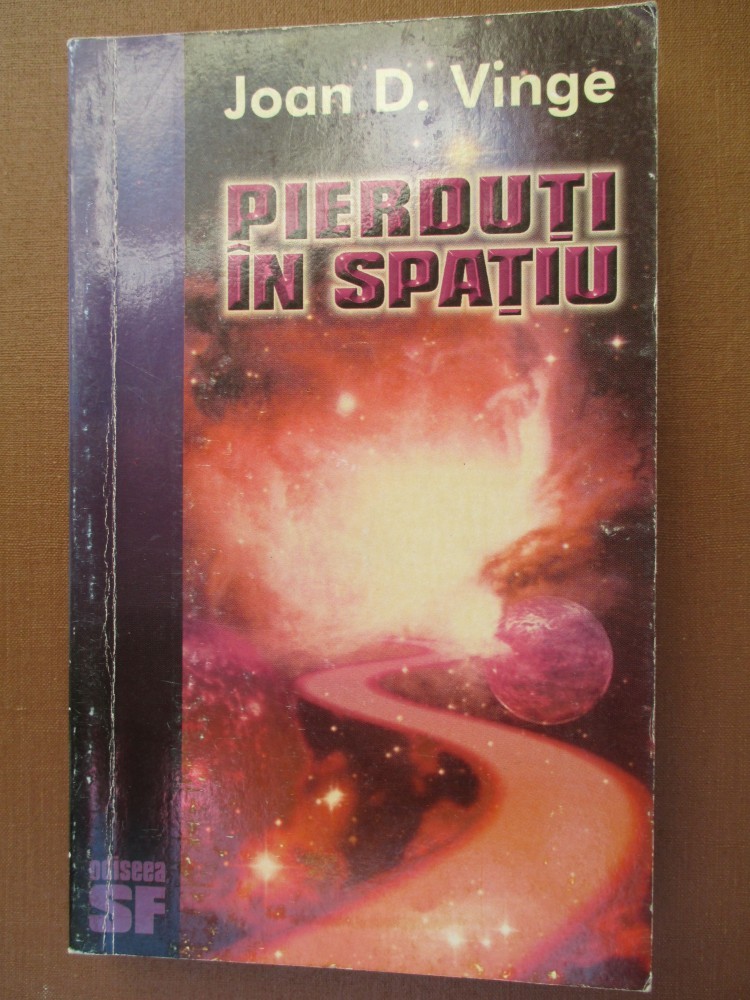 Joan D. Vinge
PIERDUȚI
ÎN SPAȚIU
odiseea
SF